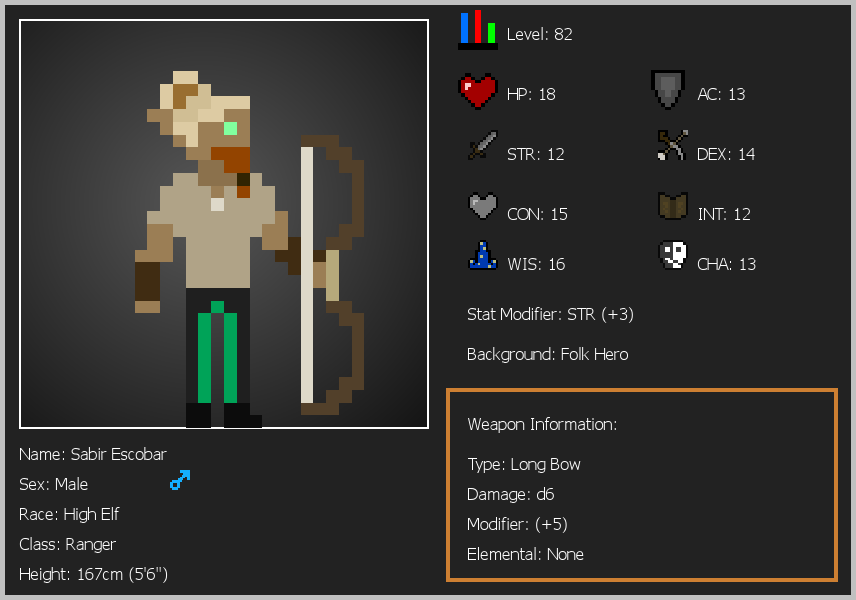 Level: 82
HP: 18
AC: 13
STR: 12
DEX: 14
CON: 15
INT: 12
WIS: 16
CHA: 13
Stat Modifier: STR (+3)
Background: Folk Hero
Weapon Information:
Type: Long Bow
Damage: d6
Modifier: (+5)
Elemental: None
Name: Sabir Escobar
Sex: Male
Race: High Elf
Class: Ranger
Height: 167cm (5'6")